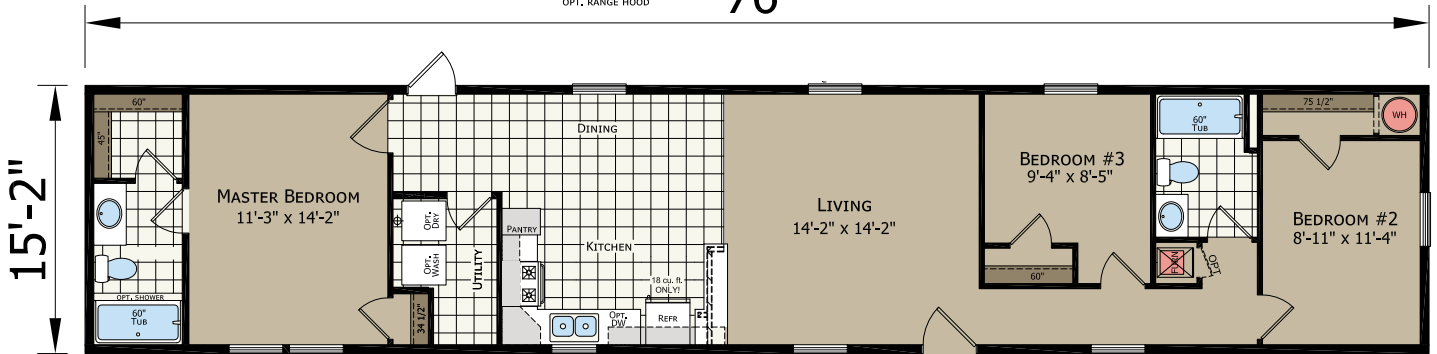 OPT. RANGE HOOD
76'
15'-2"
60"
45"
OPT. SHOWER
60"
TUB
MASTER BEDROOM
11'-3" x 14'-2"
34 1/2"
OPT.
DRY
OPT.
WASH
UTILITY
DINING
PANTRY
KITCHEN
18 cu. ft.
ONLY!
OPT.
DW
REFR
LIVING
14'-2" x 14'-2"
BEDROOM #3
9'-4" x 8'-5"
60"
60"
TUB
FURN
OPT
75 1/2"
WH
BEDROOM #2
8'-11" x 11'-4"